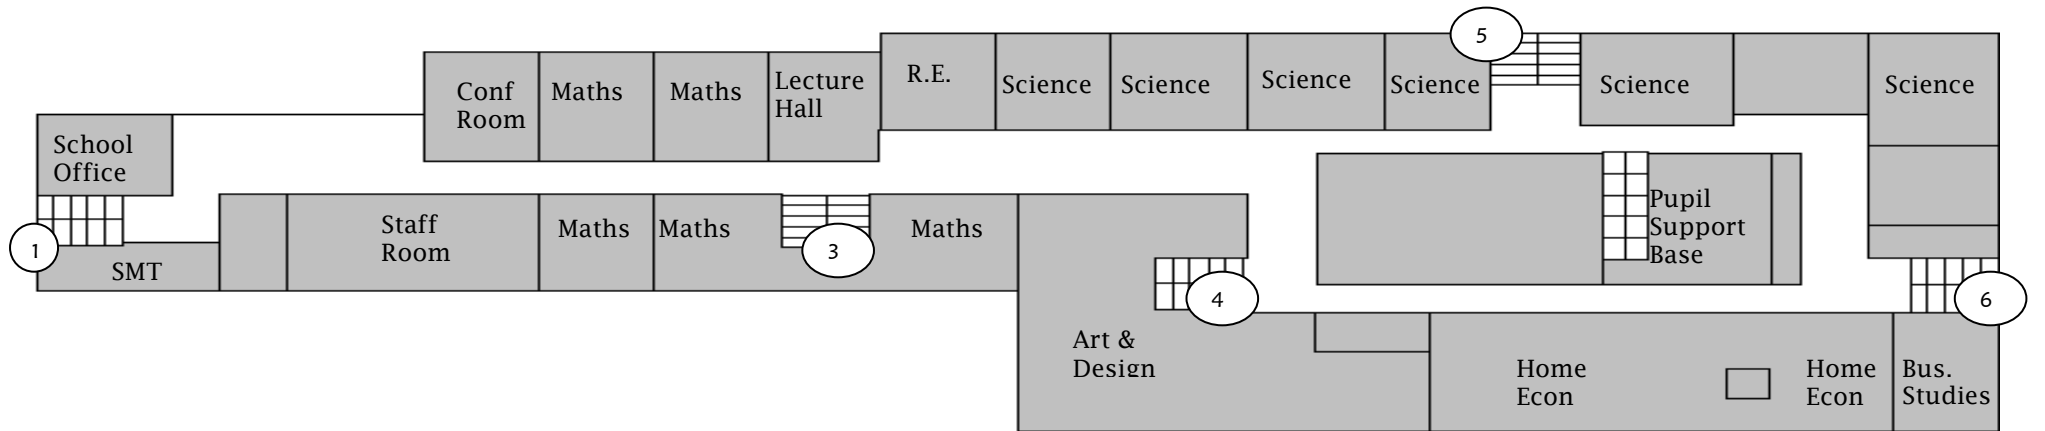 5
R.E.
Conf
Room
Maths
Maths
Lecture
Hall
Science
Science
Science
Science
Science
Science
School
Office
Staff
Room
Maths
Maths
Maths
Pupil
Support
Base
1
SMT
3
4
6
Art &
Design
Home
Econ
Home
Econ
Bus.
Studies